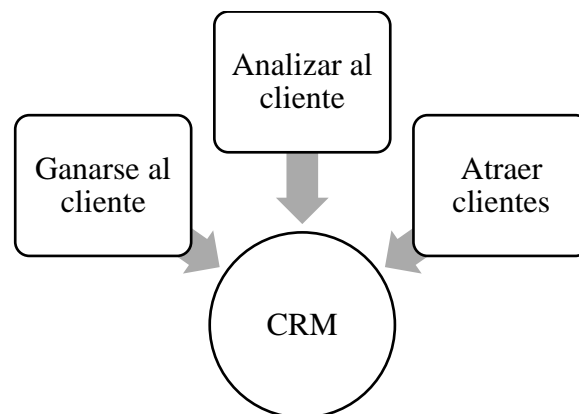 Analizar al
cliente
Ganarse al
cliente
Atraer
clientes
CRM